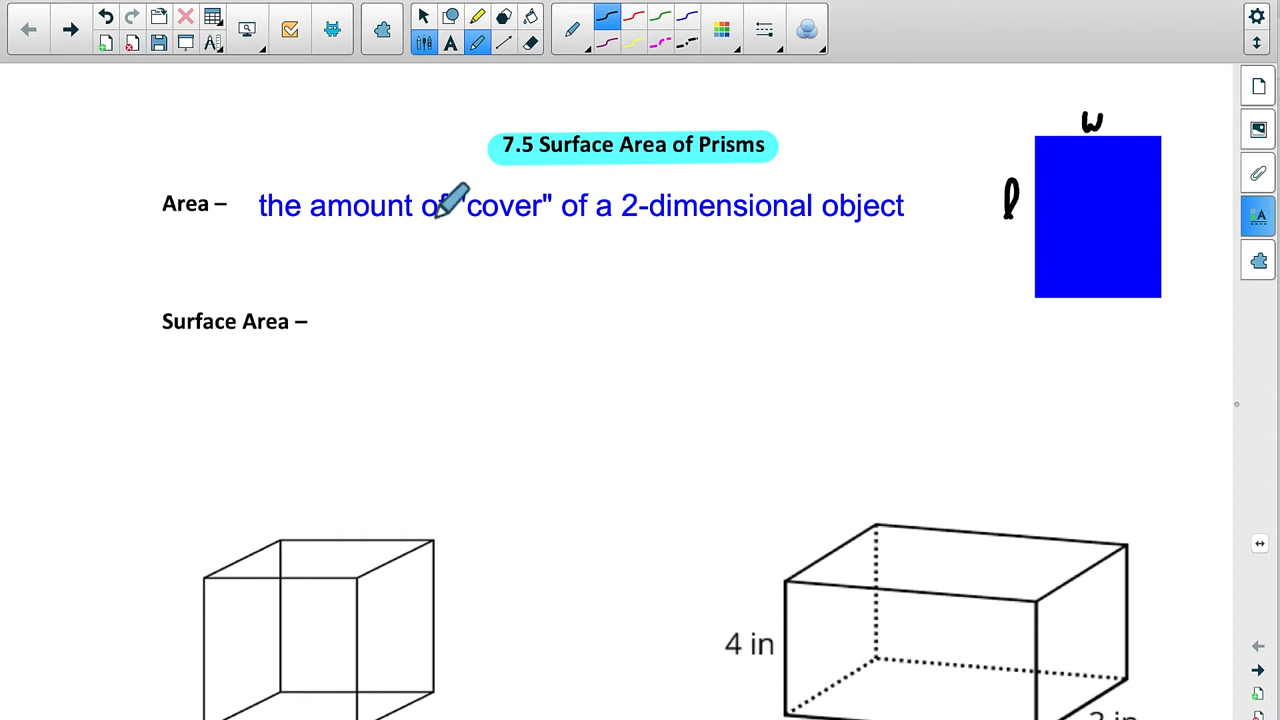 7.5 Surface Area of Prisms
w
Area – the amount of "cover" of a 2-dimensional object
l
Surface Area –
4 in